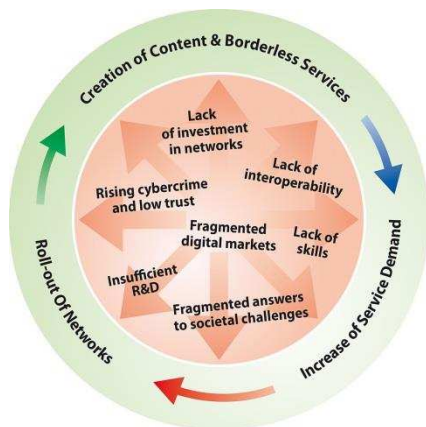 Creation of Content & Borderless Services
Lack
of investment
in networks
Lack of
interoperability
Rising cybercrime
and low trust
Fragmented
digital markets
Lack of
skills
Insufficient
R&D
Fragmented answers
to societal challenges
Roll-out Of Networks
Increase of Service Demand